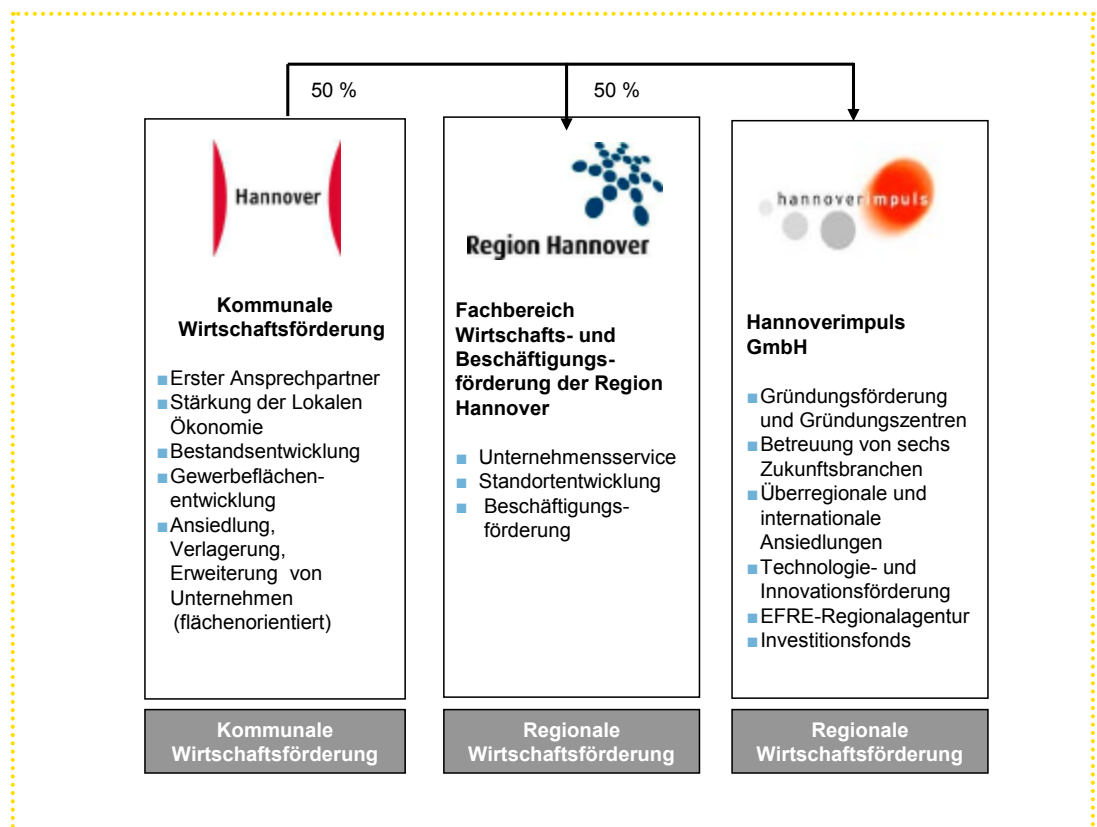 50 %
50 %
Hannover
Kommunale
Wirtschaftsförderung
■Erster Ansprechpartner
■Stärkung der Lokalen
Ökonomie
■Bestandsentwicklung
■Gewerbeflächen-
entwicklung
■Ansiedlung,
Verlagerung,
Erweiterung von
Unternehmen
(flächenorientiert)
Kommunale
Wirtschaftsförderung
Region Hannover
Fachbereich
Wirtschafts- und
Beschäftigungs-
förderung der Region
Hannover
■ Unternehmensservice
■ Standortentwicklung
■ Beschäftigungs-
förderung
Regionale
Wirtschaftsförderung
hannoverimpuls
Hannoverimpuls
GmbH
■Gründungsförderung
und Gründungszentren
■Betreuung von sechs
Zukunftsbranchen
■Überregionale und
internationale
Ansiedlungen
■Technologie- und
Innovationsförderung
■EFRE-Regionalagentur
■Investitionsfonds
Regionale
Wirtschaftsförderung